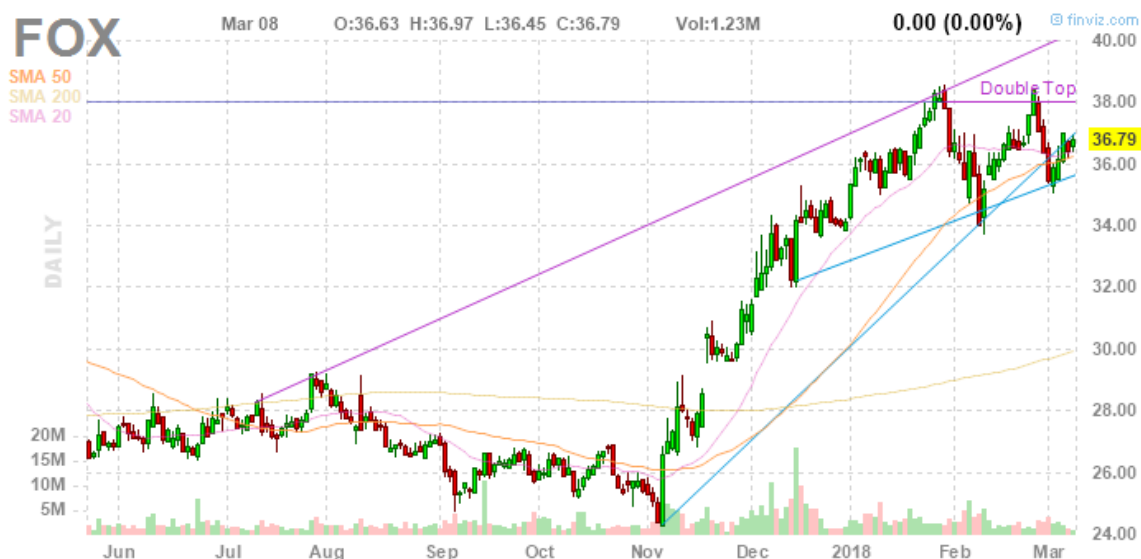 FOX
Mar 08 O:36.63 H:36.97 L:36.45 C:36.79 Vol:1.23M 0.00 (0.00%) © finviz.com
SMA 50
SMA 200
SMA 20
DAILY
Double Top
40.00
38.00
36.79
36.00
34.00
32.00
30.00
28.00
26.00
24.00
20M
15M
10M
5M
Jun Jul Aug Sep Oct Nov Dec 2018 Feb Mar